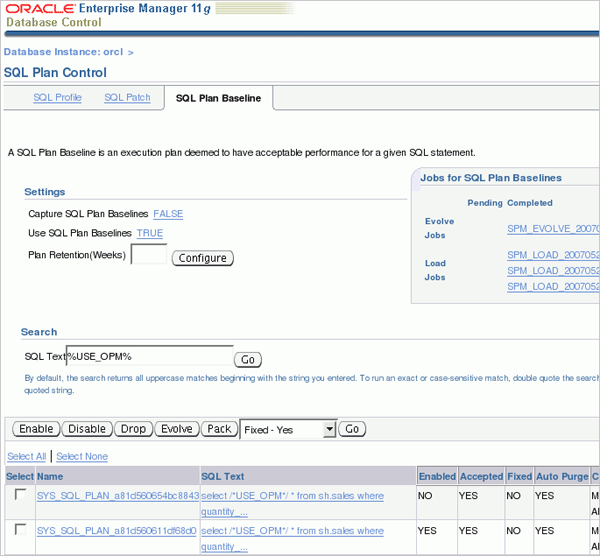 ORACLE Enterprise Manager 11g
Database Control
Database Instance: orcl >
SQL Plan Control
SQL Profile SQL Patch SQL Plan Baseline
A SQL Plan Baseline is an execution plan deemed to have acceptable performance for a given SQL statement.
Settings
Capture SQL Plan Baselines FALSE
Use SQL Plan Baselines TRUE
Plan Retention(Weeks) Configure
Jobs for SQL Plan Baselines
Pending Completed
Evolve
Jobs
SPM_EVOLVE_2007
Load
Jobs
SPM_LOAD_200705
SPM_LOAD_200705
SPM_LOAD_200705
Search
SQL Text %USE_OPM% Go
By default, the search returns all uppercase matches beginning with the string you entered. To run an exact or case-sensitive match, double quote the search
quoted string.
Enable Disable Drop Evolve Pack Fixed - Yes Go
Select All | Select None
Select Name SQL Text Enabled Accepted Fixed Auto Purge C
SYS_SQL_PLAN_a81d560654bc8843 select /*USE_OPM*/ * from sh.sales where NO YES NO YES M
quantity_... Al
SYS_SQL_PLAN_a81d560611df68d0 select /*USE_OPM*/ * from sh.sales where YES YES NO YES M
quantity_... Al